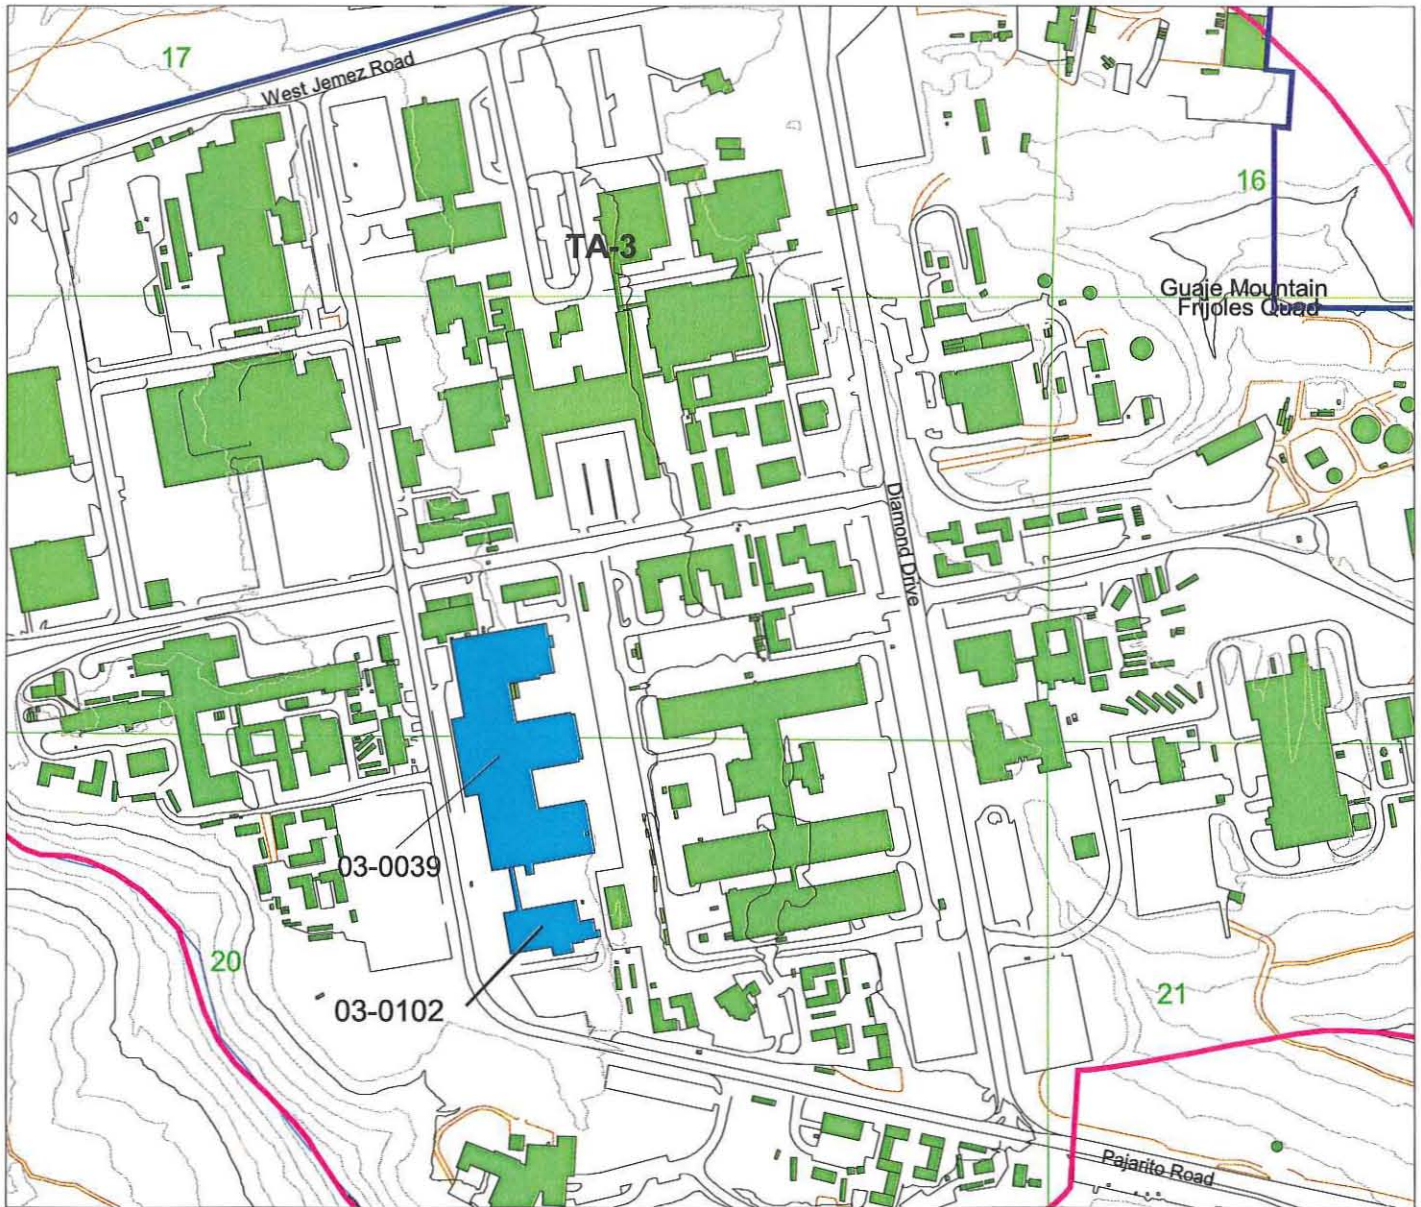 17
West Jemez Road
TA-3
16
Guaje Mountain
Frijoles Quad
Diamond Drive
03-0039
20
03-0102
21
Pajarito Road